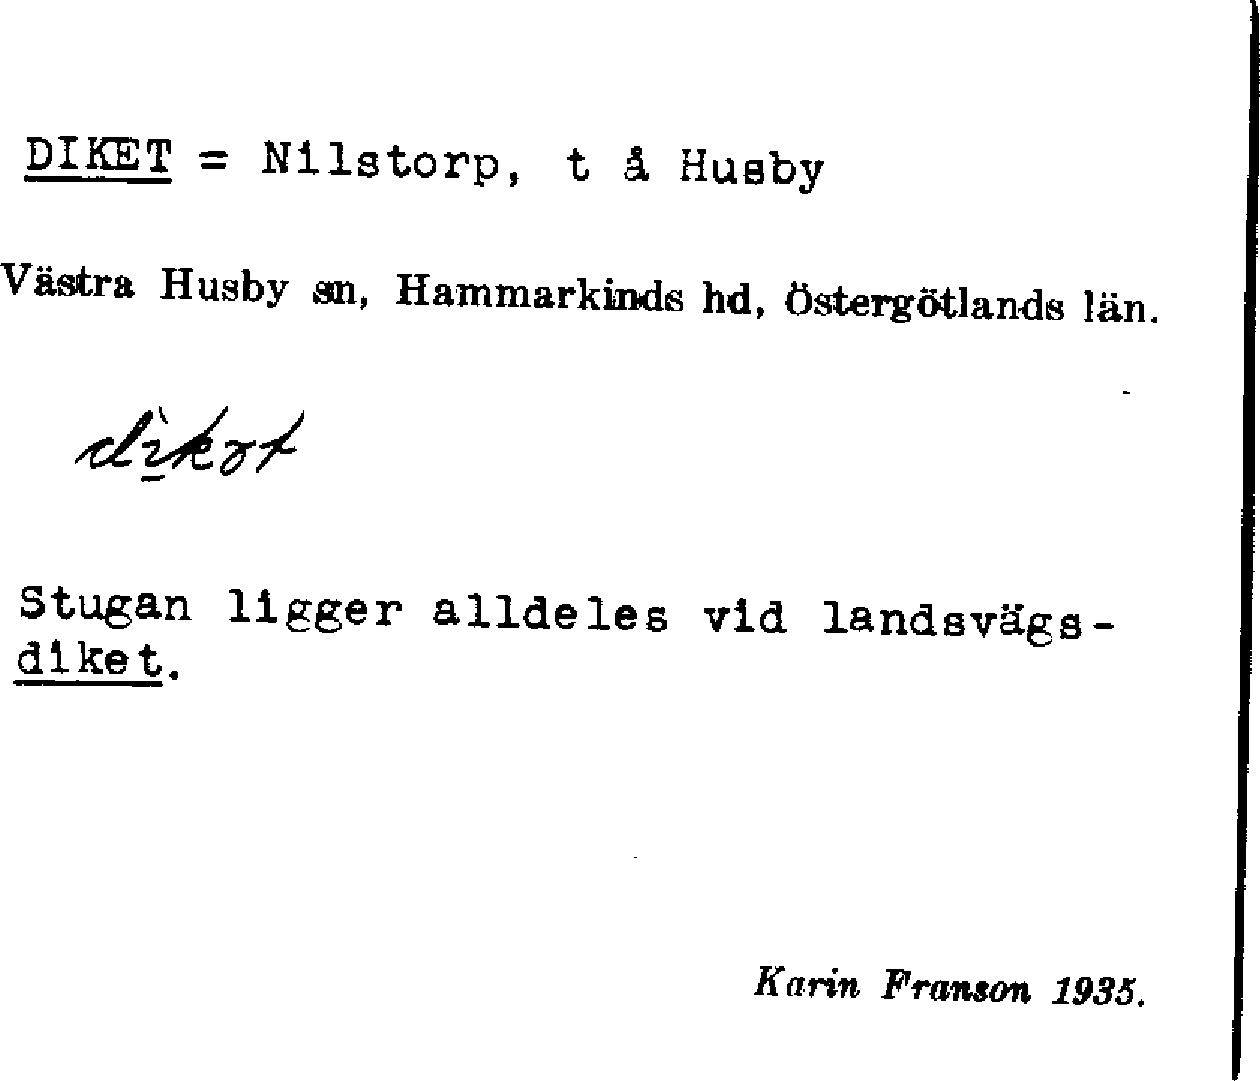 DIKET = Nilstorp, t å Husby
Västra Husby sn, Hammarkinds hd, Östergötlands län.
Stugan ligger alldeles vid landsvägs-
diket.
Karin Franson 1935.